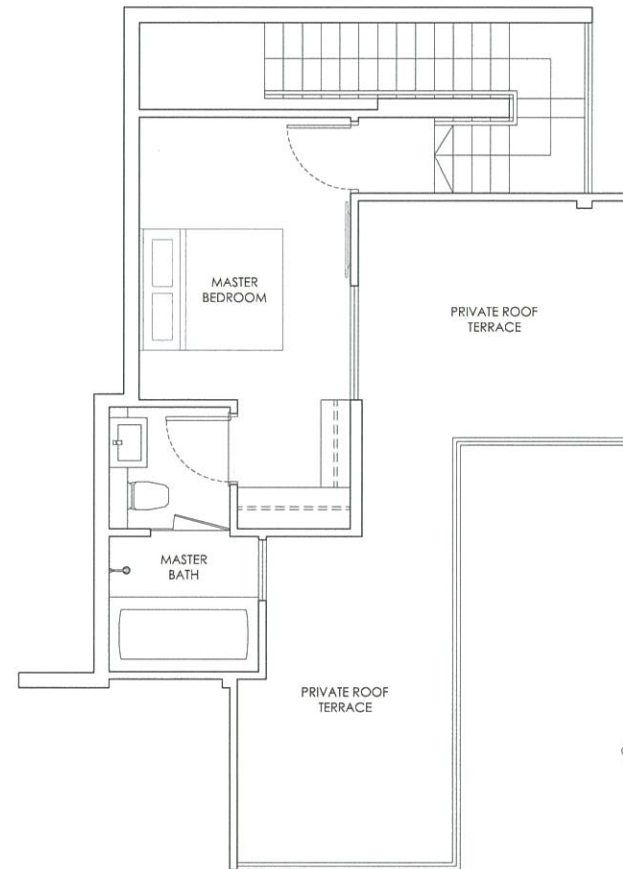 MASTER
BEDROOM
PRIVATE ROOF
TERRACE
MASTER
BATH
PRIVATE ROOF
TERRACE